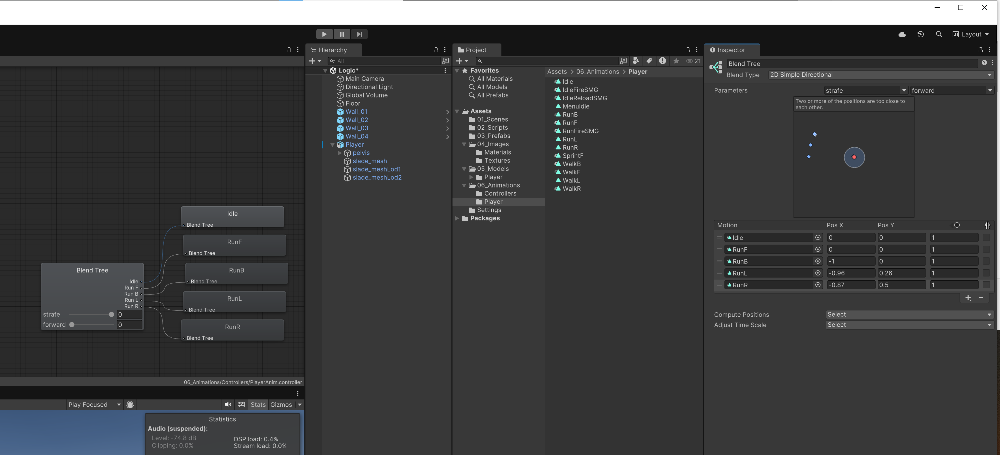 Layout
Hierarchy
Project
Inspector
All
21
Blend Tree
Blend Type
2D Simple Directional
Logic*
Main Camera
Directional Light
Global Volume
Floor
Wall_01
Wall_02
Wall_03
Wall_04
Player
pelvis
slade_mesh
slade_meshLod1
slade_meshLod2
Favorites
All Materials
All Models
All Prefabs
Assets
01_Scenes
02_Scripts
03_Prefabs
04_Images
Materials
Textures
05_Models
Player
06_Animations
Controllers
Player
Settings
Packages
Assets > 06_Animations > Player
Idle
IdleFireSMG
IdleReloadSMG
MenuIdle
RunB
RunF
RunFireSMG
RunL
RunR
SprintF
WalkB
WalkF
WalkL
WalkR
Parameters
strafe
forward
Two or more of the positions are too close to
each other.
Motion Pos X Pos Y
Idle 0 0 1
RunF 0 0 1
RunB -1 0 1
RunL -0.96 0.26 1
RunR -0.87 0.5 1
Compute Positions Select
Adjust Time Scale Select
Idle
Blend Tree
RunF
Blend Tree
RunB
Blend Tree
RunL
Blend Tree
RunR
Blend Tree
Blend Tree
Idle
Run F
Run B
Run L
Run R
strafe 0
forward 0
06_Animations/Controllers/PlayerAnim.controller
Play Focused
Stats
Gizmos
Statistics
Audio (suspended):
Level: -74.8 dB DSP load: 0.4%
Clipping: 0.0% Stream load: 0.0%